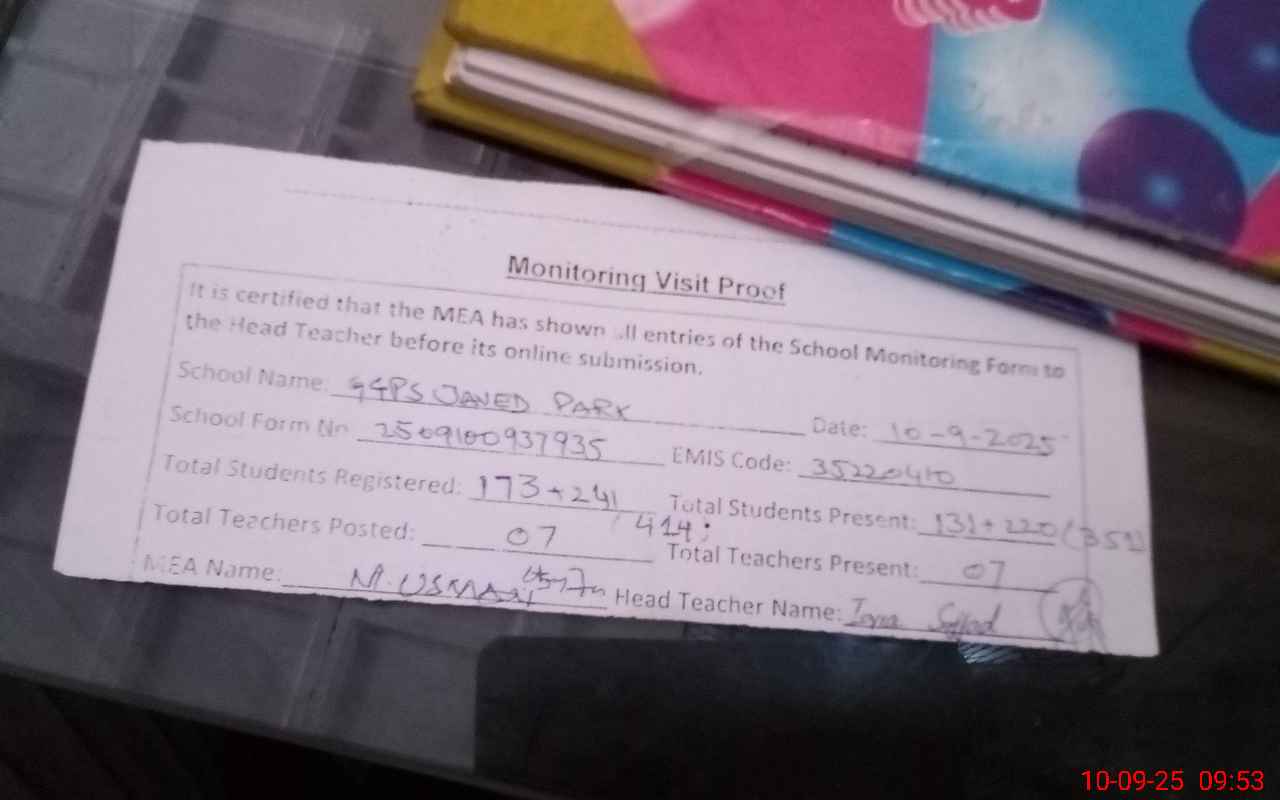 Monitoring Visit Proof
It is certified that the MEA has shown all entries of the School Monitoring Form to
the Head Teacher before its online submission.
School Name: GGPS JAVED PARK Date: 10-9-2025
School Form No 2509100937935 EMIS Code: 35220410
Total Students Registered: 173+241 Total Students Present: 131+220(351)
414
Total Teachers Posted: 07 Total Teachers Present: 07
MEA Name: M. USMAN Head Teacher Name: Sajjad
10-09-25 09:53